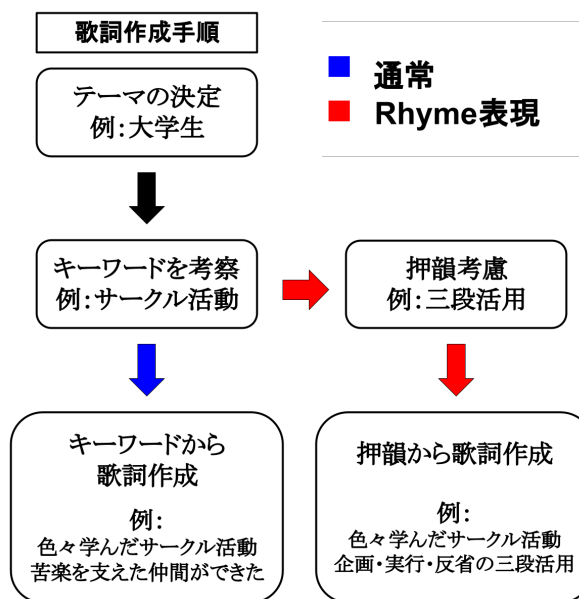 歌詞作成手順
テーマの決定
例：大学生
通常
Rhyme表現
キーワードを考察
例：サークル活動
押韻考慮
例：三段活用
キーワードから
歌詞作成
例：
色々学んだサークル活動
苦楽を支えた仲間ができた
押韻から歌詞作成
例：
色々学んだサークル活動
企画・実行・反省の三段活用